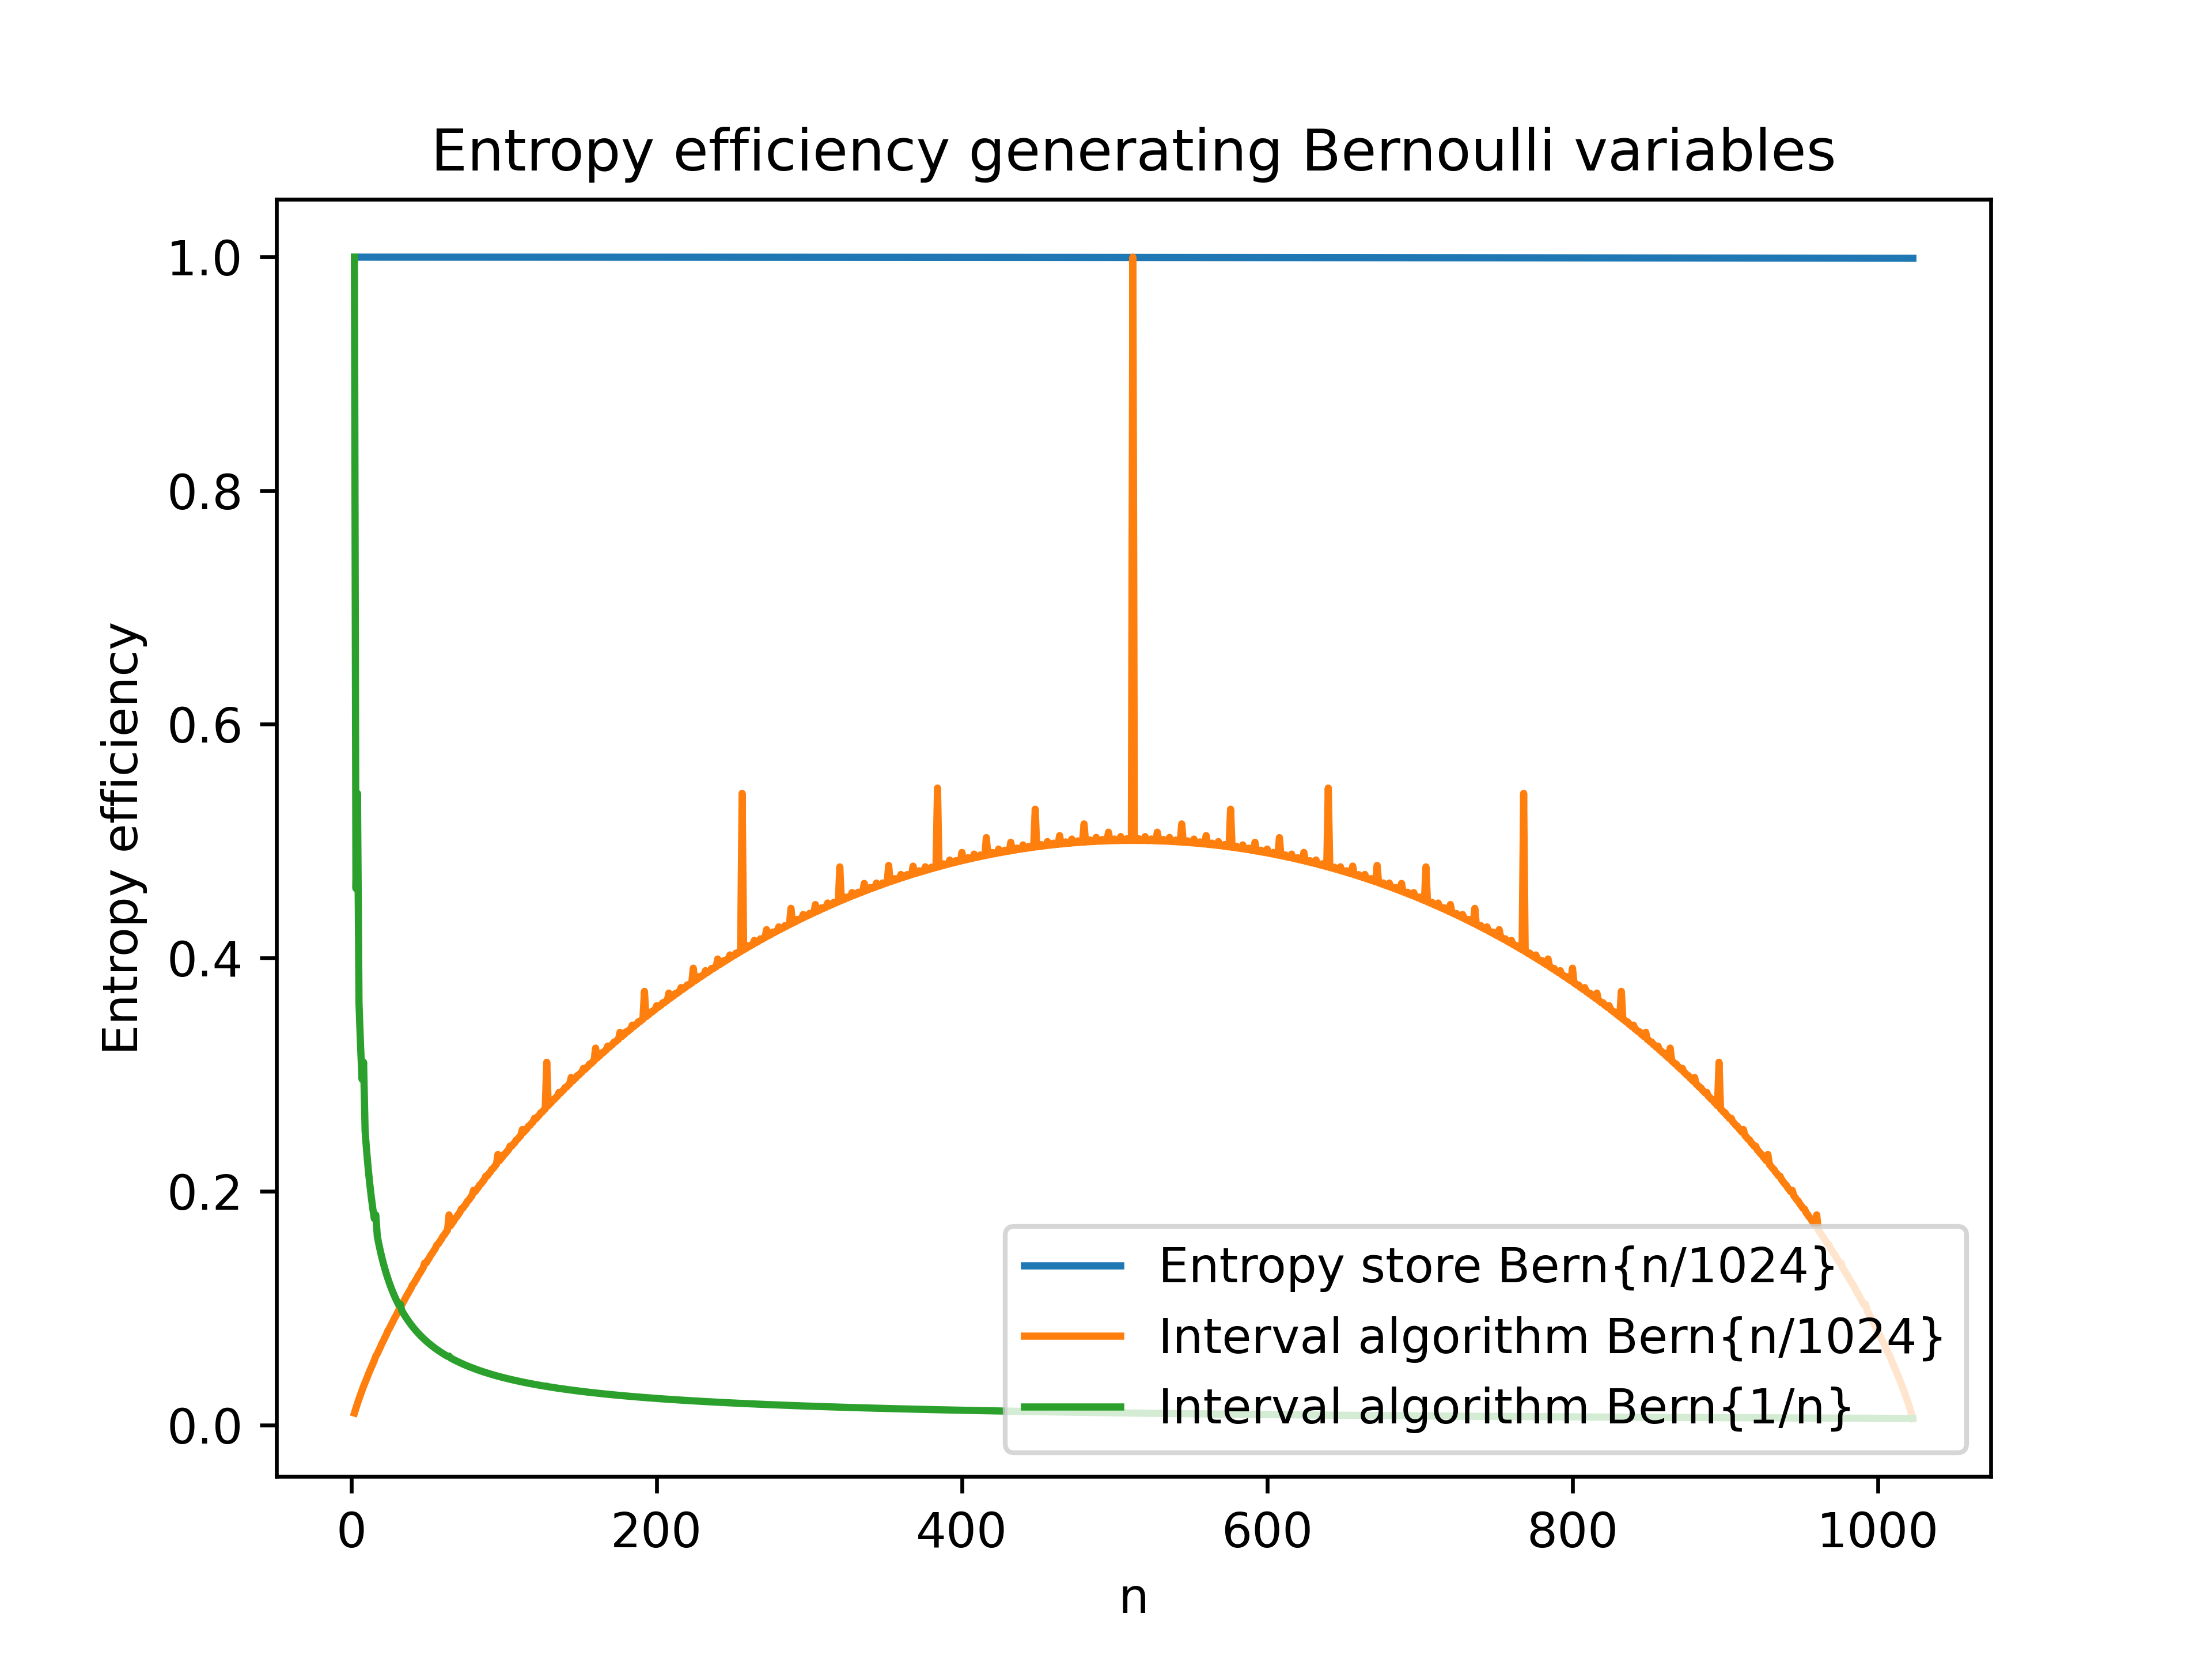 Entropy efficiency generating Bernoulli variables
Entropy efficiency
1.0
0.8
0.6
0.4
0.2
0.0
Entropy store Bern{n/1024}
Interval algorithm Bern{n/1024}
Interval algorithm Bern{1/n}
0 200 400 600 800 1000
n